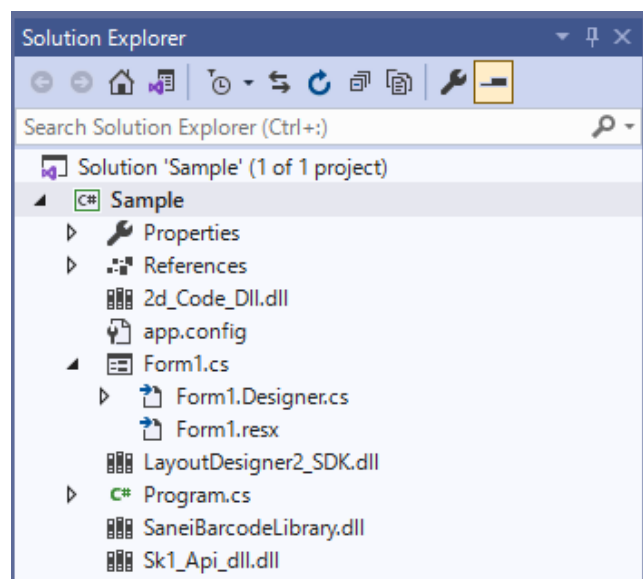 Solution Explorer
Search Solution Explorer (Ctrl+:)
Solution 'Sample' (1 of 1 project)
C# Sample
Properties
References
2d_Code_Dll.dll
app.config
Form1.cs
Form1.Designer.cs
Form1.resx
LayoutDesigner2_SDK.dll
C# Program.cs
SaneiBarcodeLibrary.dll
Sk1_Api_dll.dll